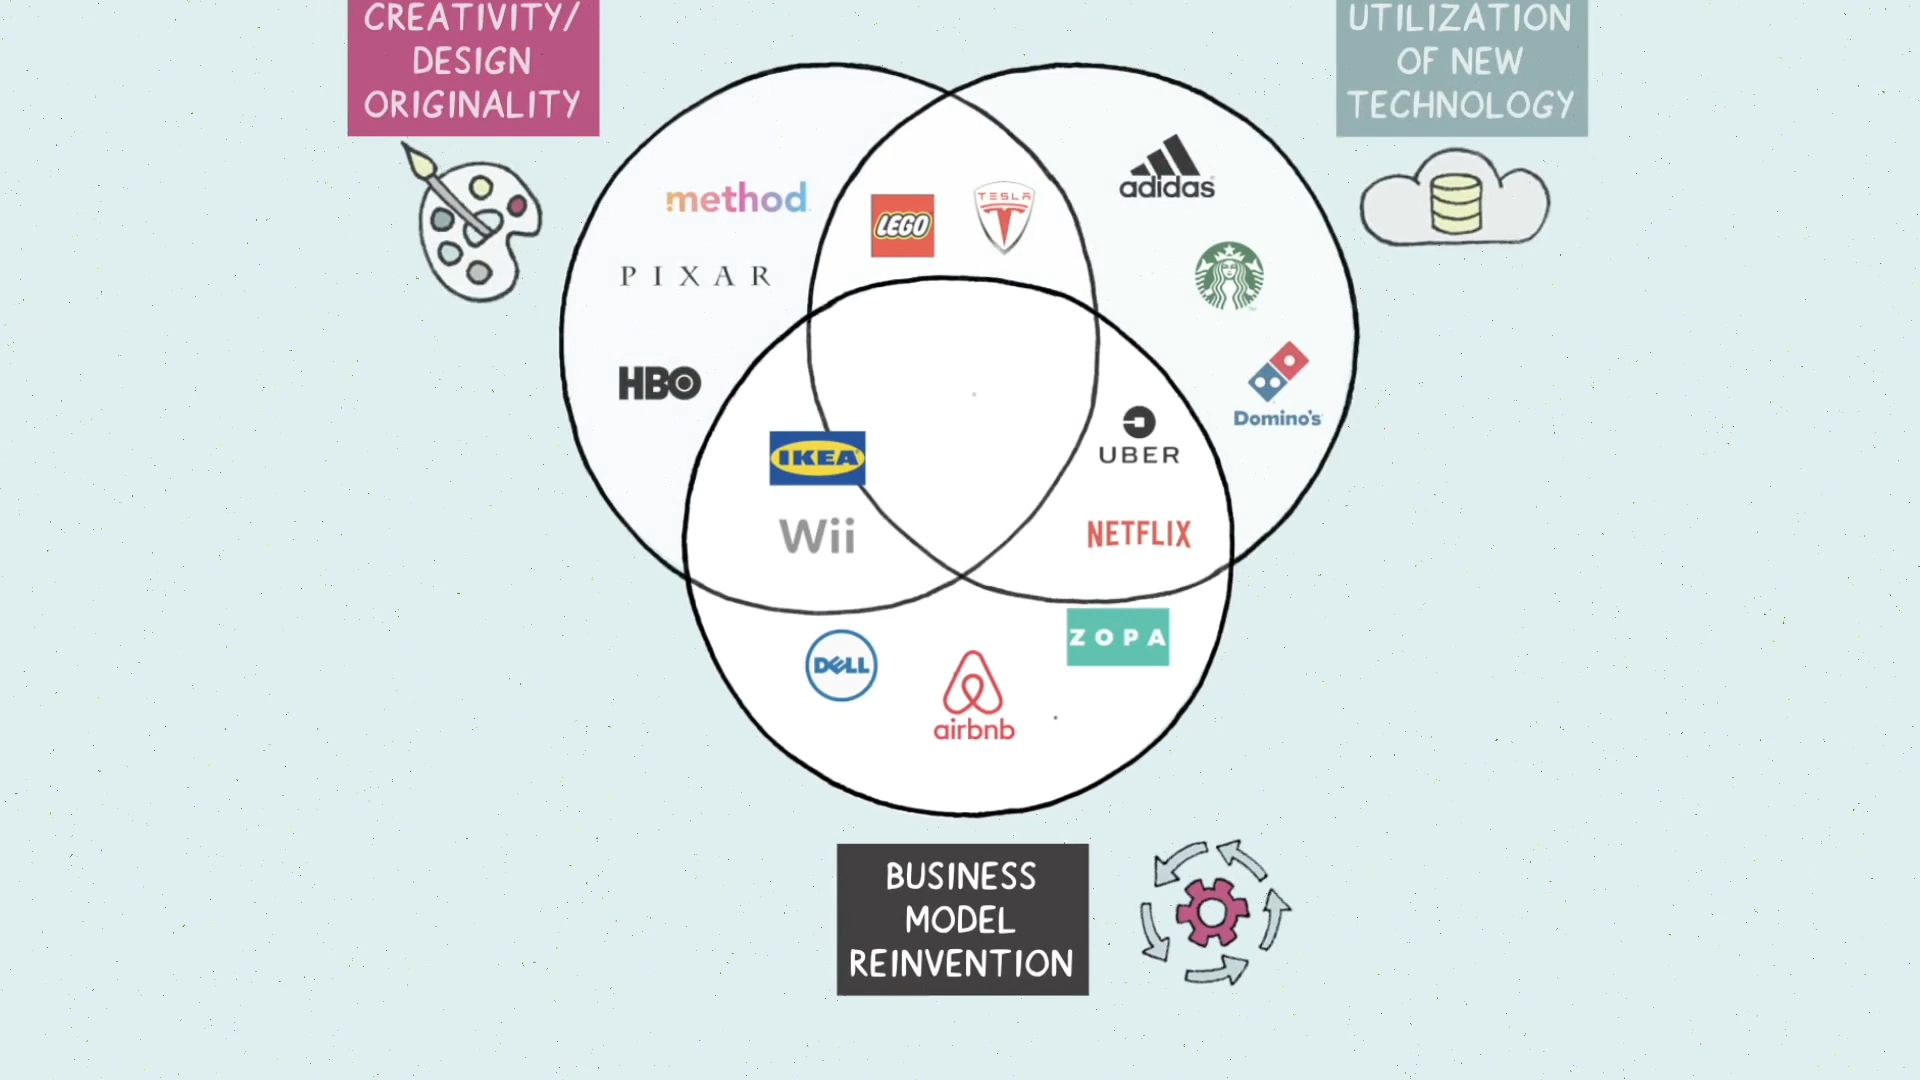 CREATIVITY/
DESIGN
ORIGINALITY
UTILIZATION
OF NEW
TECHNOLOGY
method
PIXAR
HBO
LEGO
TESLA
adidas
Domino's
IKEA
Wii
UBER
NETFLIX
DELL
airbnb
ZOPA
BUSINESS
MODEL
REINVENTION